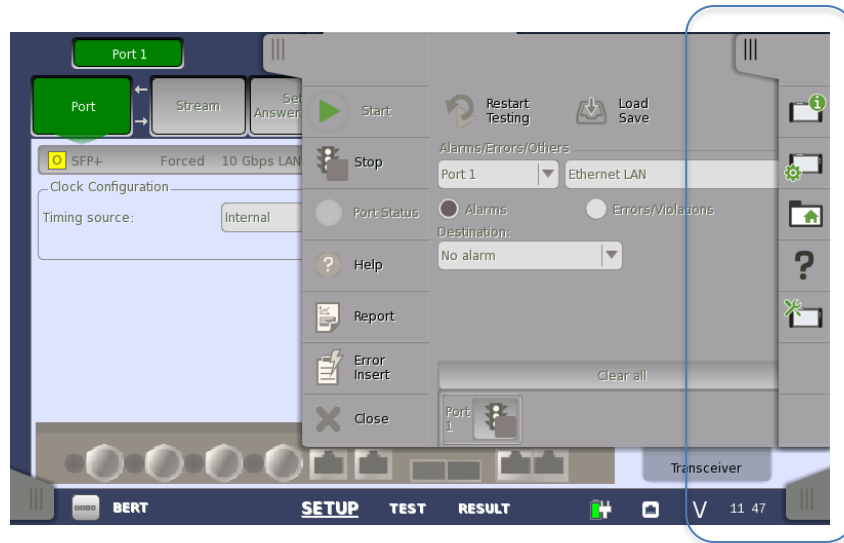 Port 1
Port
Stream
Set
Answer
O SFP+ Forced 10 Gbps LAN
Clock Configuration
Timing source: Internal
Start
Stop
Port Status
? Help
Report
Error
Insert
Close
Restart
Testing
Load
Save
Alarms/Errors/Others
Port 1 Ethernet LAN
Alarms Errors/Violations
Destination:
No alarm
Clear all
Port
1
i
?
Transceiver
BERT SETUP TEST RESULT V 11 47